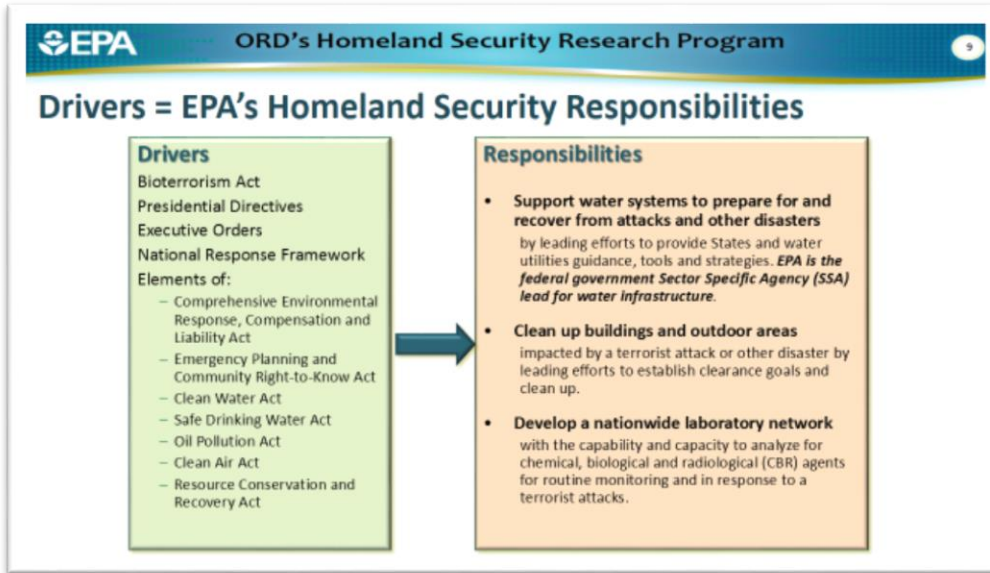 EPA
ORD's Homeland Security Research Program
9
Drivers = EPA's Homeland Security Responsibilities
Drivers
Bioterrorism Act
Presidential Directives
Executive Orders
National Response Framework
Elements of:
– Comprehensive Environmental
Response, Compensation and
Liability Act
– Emergency Planning and
Community Right-to-Know Act
– Clean Water Act
– Safe Drinking Water Act
– Oil Pollution Act
– Clean Air Act
– Resource Conservation and
Recovery Act
Responsibilities
• Support water systems to prepare for and
recover from attacks and other disasters
by leading efforts to provide States and water
utilities guidance, tools and strategies. EPA is the
federal government Sector Specific Agency (SSA)
lead for water infrastructure.
• Clean up buildings and outdoor areas
impacted by a terrorist attack or other disaster by
leading efforts to establish clearance goals and
clean up.
• Develop a nationwide laboratory network
with the capability and capacity to analyze for
chemical, biological and radiological (CBR) agents
for routine monitoring and in response to a
terrorist attacks.